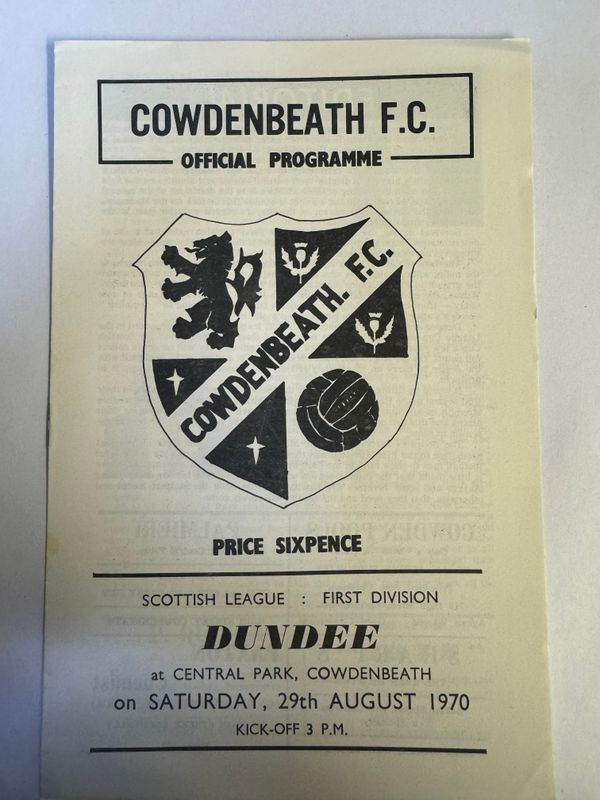 COWDENBEATH F.C.
OFFICIAL PROGRAMME
COWDENBEATH. F.C.
PRICE SIXPENCE
SCOTTISH LEAGUE : FIRST DIVISION
DUNDEE
at CENTRAL PARK, COWDENBEATH
on SATURDAY, 29th AUGUST 1970
KICK-OFF 3 P.M.